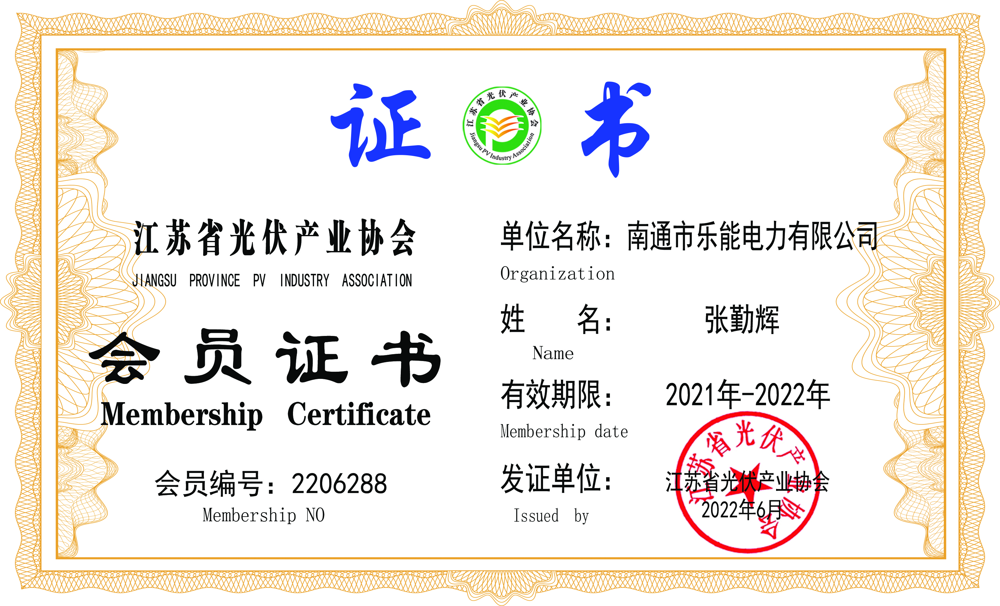 证 书
江苏省光伏产业协会
Jiangsu PV Industry Association
江苏省光伏产业协会
JIANGSU PROVINCE PV INDUSTRY ASSOCIATION
会员证书
Membership Certificate
会员编号：2206288
Membership NO
单位名称：南通市乐能电力有限公司
Organization
姓 名： 张勤辉
Name
有效期限： 2021年-2022年
Membership date
发证单位： 江苏省光伏产业协会
Issued by
2022年6月
江苏省光伏产业协会